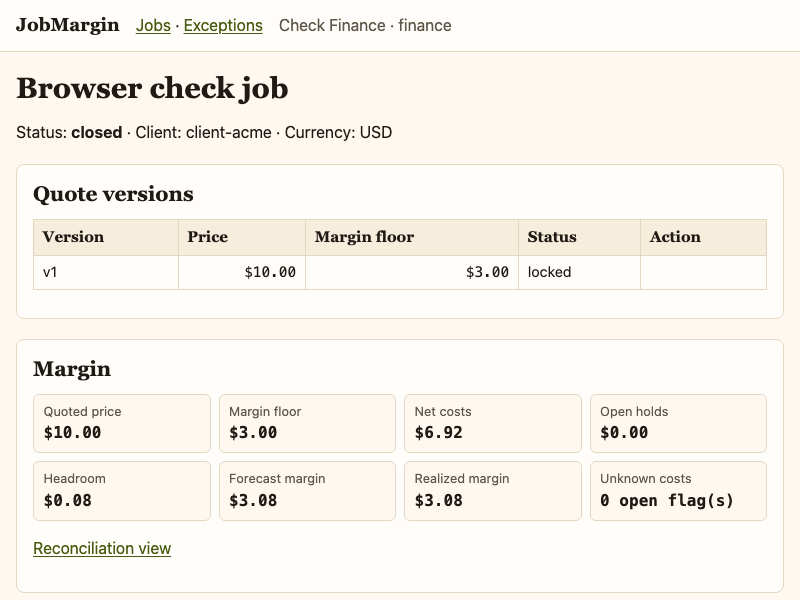 JobMargin Jobs · Exceptions Check Finance · finance
Browser check job
Status: closed · Client: client-acme · Currency: USD
Quote versions
Version Price Margin floor Status Action
v1 $10.00 $3.00 locked
Margin
Quoted price Margin floor Net costs Open holds
$10.00 $3.00 $6.92 $0.00
Headroom Forecast margin Realized margin Unknown costs
$0.08 $3.08 $3.08 0 open flag(s)
Reconciliation view